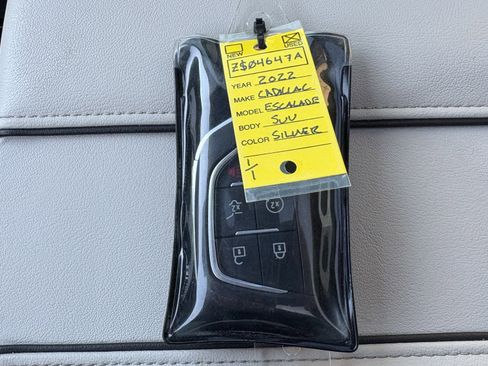 NEW USED
Z$04647A
YEAR 2022
MAKE CADILLAC
MODEL ESCALADE
BODY SUV
COLOR SILVER
1/1